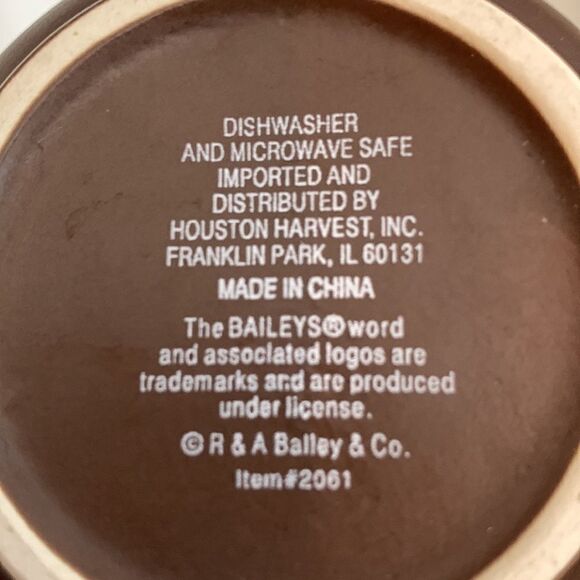 DISHWASHER
AND MICROWAVE SAFE
IMPORTED AND
DISTRIBUTED BY
HOUSTON HARVEST, INC.
FRANKLIN PARK, IL 60131
MADE IN CHINA
The BAILEYS® word
and associated logos are
trademarks and are produced
under license.
© R & A Bailey & Co.
Item#2061